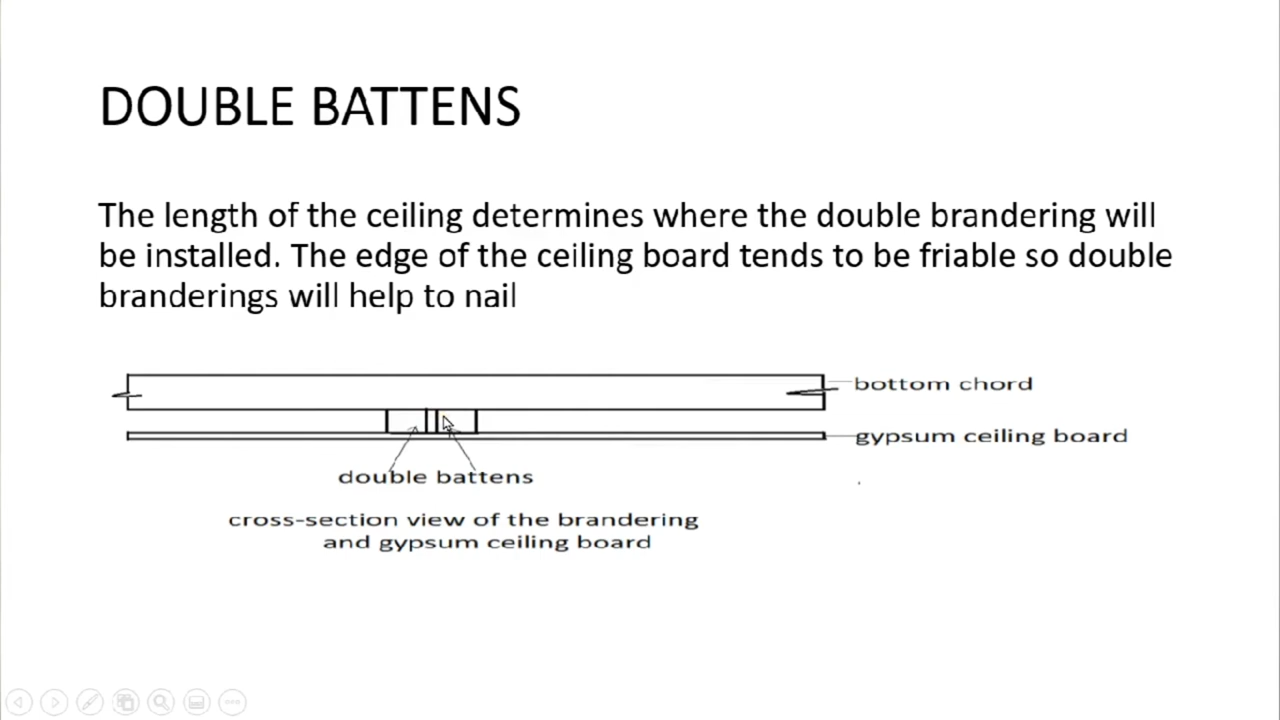 DOUBLE BATTENS
The length of the ceiling determines where the double brandering will
be installed. The edge of the ceiling board tends to be friable so double
branderings will help to nail
bottom chord
gypsum ceiling board
double battens
cross-section view of the brandering
and gypsum ceiling board